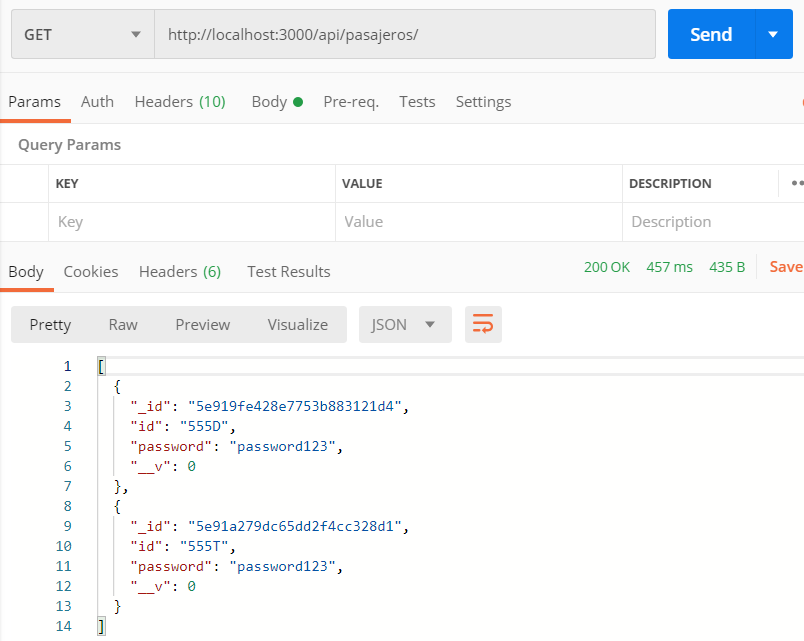 GET http://localhost:3000/api/pasajeros/ Send
Params Auth Headers (10) Body Pre-req. Tests Settings
Query Params
KEY VALUE DESCRIPTION
Key Value Description
Body Cookies Headers (6) Test Results 200 OK 457 ms 435 B Save
Pretty Raw Preview Visualize JSON
1 [
2 {
3 "_id": "5e919fe428e7753b883121d4",
4 "id": "555D",
5 "password": "password123",
6 "__v": 0
7 },
8 {
9 "_id": "5e91a279dc65dd2f4cc328d1",
10 "id": "555T",
11 "password": "password123",
12 "__v": 0
13 }
14 ]